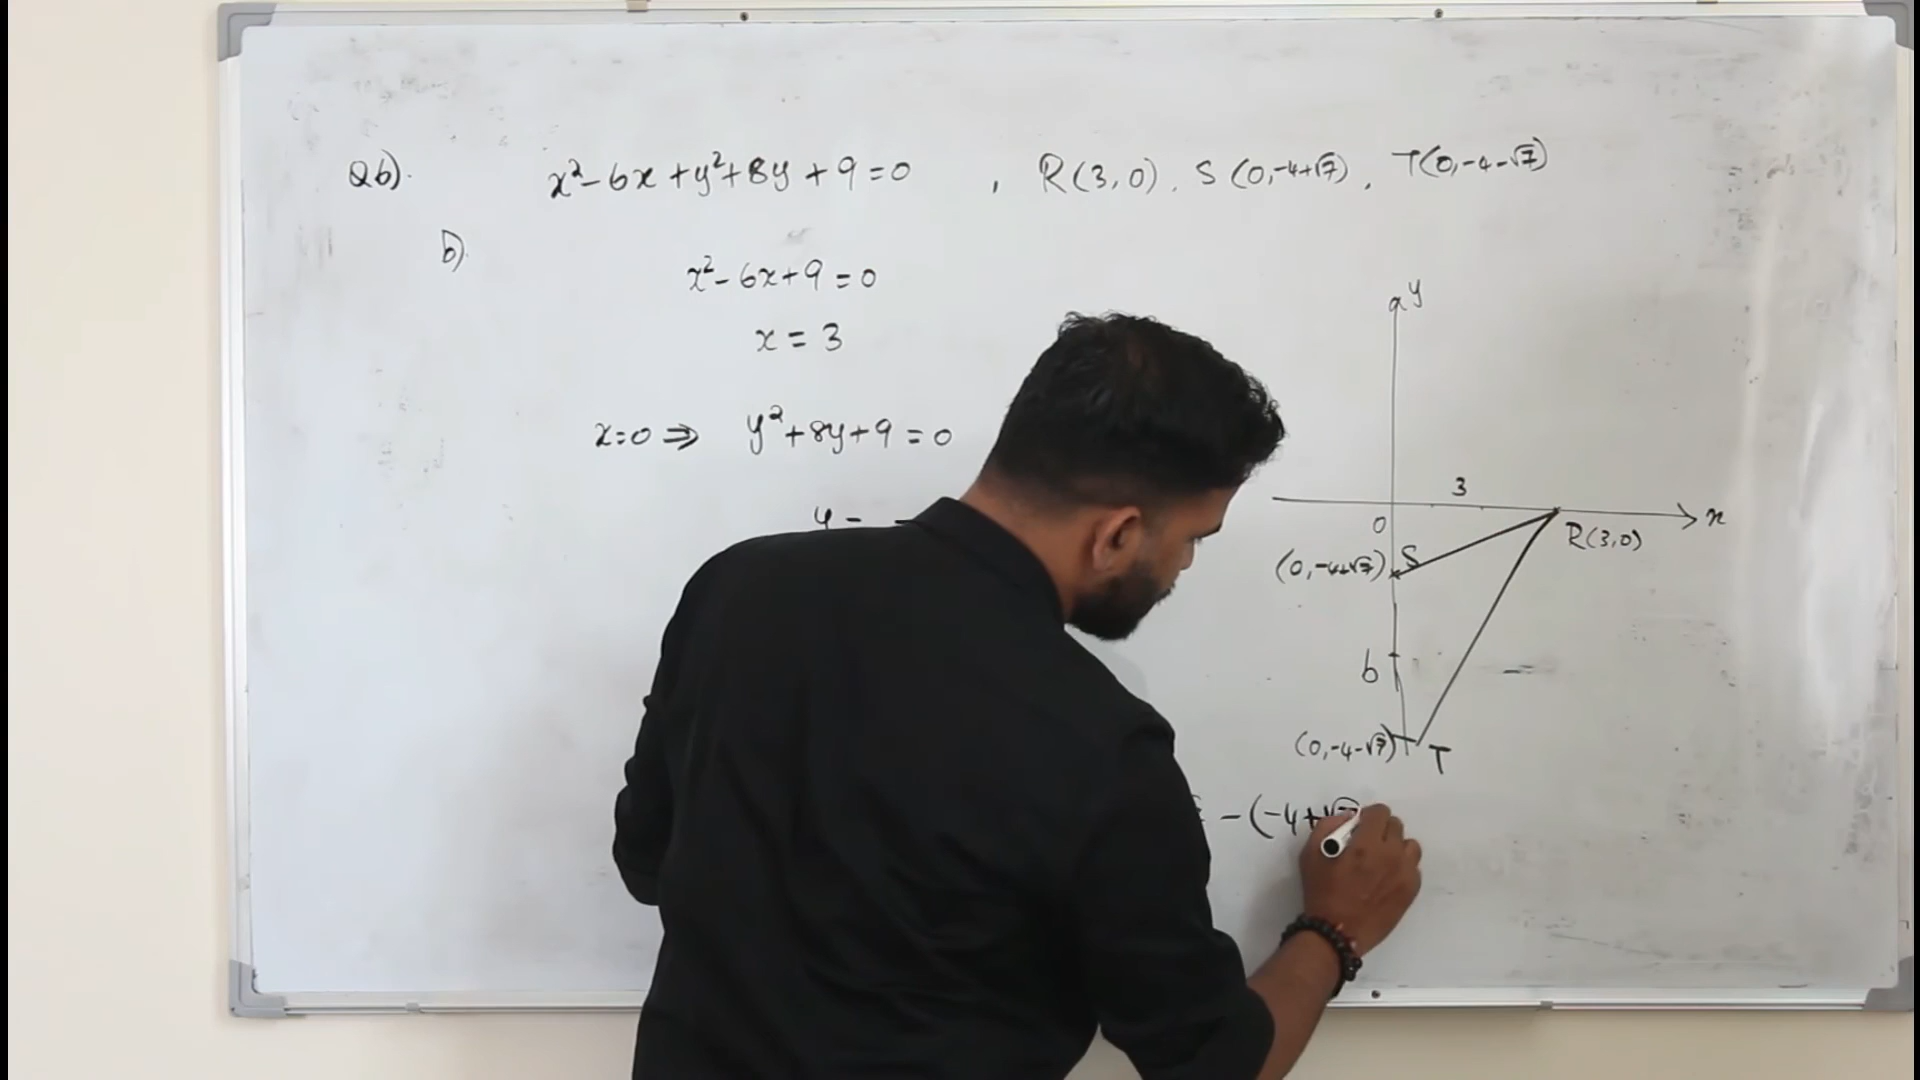 Q6). x²-6x+y²+8y+9=0 , R(3,0), S(0,-4+√7), T(0,-4-√7)
b).
x²-6x+9=0
x=3
x=0 ⇒ y²+8y+9=0
y = -
y
3
0
x
R(3,0)
(0,-4+√7) S
6
(0,-4-√7) T
-(-4+√7